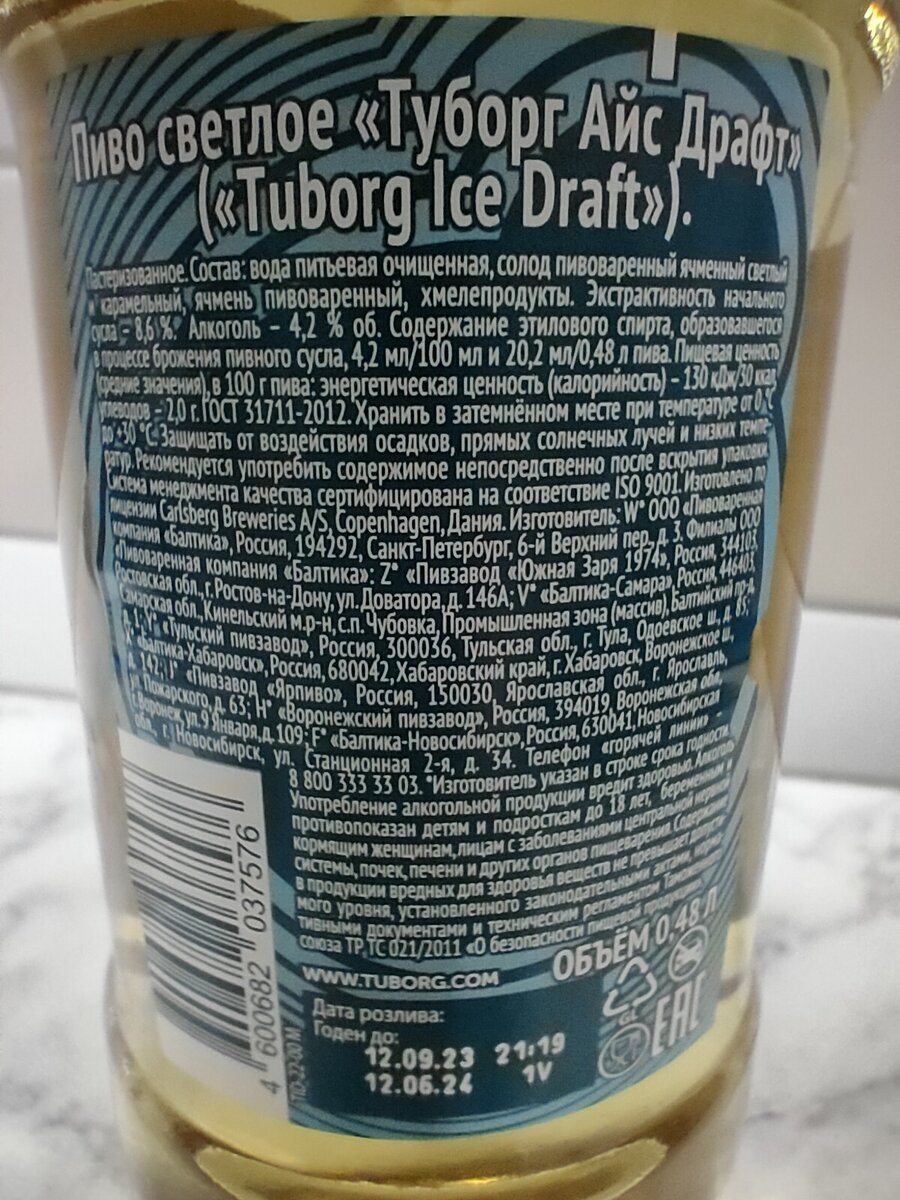 Пиво светлое «Туборг Айс Драфт»
(«Tuborg Ice Draft»).
Пастеризованное. Состав: вода питьевая очищенная, солод пивоваренный ячменный светлый
и карамельный, ячмень пивоваренный, хмелепродукты. Экстрактивность начального
сусла – 8,6 %. Алкоголь – 4,2 % об. Содержание этилового спирта, образовавшегося
в процессе брожения пивного сусла, 4,2 мл/100 мл и 20,2 мл/0,48 л пива. Пищевая ценность
(средние значения), в 100 г пива: энергетическая ценность (калорийность) – 130 кДж/30 ккал,
углеводов – 2,0 г. ГОСТ 31711-2012. Хранить в затемнённом месте при температуре от 0 °С
до +30 °С. Защищать от воздействия осадков, прямых солнечных лучей и низких темпе-
ратур. Рекомендуется употребить содержимое непосредственно после вскрытия упаковки.
Система менеджмента качества сертифицирована на соответствие ISO 9001. Изготовлено по
лицензии Carlsberg Breweries A/S, Copenhagen, Дания. Изготовитель: W* ООО «Пивоваренная
компания «Балтика», Россия, 194292, Санкт-Петербург, 6-й Верхний пер., д. 3. Филиалы ООО
«Пивоваренная компания «Балтика»: Z* «Пивзавод «Южная Заря 1974», Россия, 344103,
Ростовская обл., г. Ростов-на-Дону, ул. Доватора, д. 146А; V* «Балтика-Самара», Россия, 446403,
Самарская обл., Кинельский м.р-н, с.п. Чубовка, Промышленная зона (массив), Балтийский пр-д,
д. 1; Y* «Тульский пивзавод», Россия, 300036, Тульская обл., г. Тула, Одоевское ш., д. 85;
«Балтика-Хабаровск», Россия, 680042, Хабаровский край, г. Хабаровск, Воронежское ш.,
д. 142; J* «Пивзавод «Ярпиво», Россия, 150030, Ярославская обл., г. Ярославль,
ул. Пожарского, д. 63; H* «Воронежский пивзавод», Россия, 394019, Воронежская обл.,
г. Воронеж, ул. 9 Января, д. 109; F* «Балтика-Новосибирск», Россия, 630041, Новосибирская
обл., г. Новосибирск, ул. Станционная 2-я, д. 34. Телефон «горячей линии» –
8 800 333 33 03. *Изготовитель указан в строке срока годности.
Употребление алкогольной продукции вредит здоровью. Алкоголь
противопоказан детям и подросткам до 18 лет, беременным и
кормящим женщинам, лицам с заболеваниями центральной нервной
системы, почек, печени и других органов пищеварения. Содержание
в продукции вредных для здоровья веществ не превышает допусти-
мого уровня, установленного законодательными актами, норма-
тивными документами и техническим регламентом Таможенного
союза ТР ТС 021/2011 «О безопасности пищевой продукции».
WWW.TUBORG.COM
ОБЪЁМ 0,48 Л
GL
EAC
Дата розлива:
Годен до:
12.09.23 21:19
12.06.24 1V
4 600682 037576